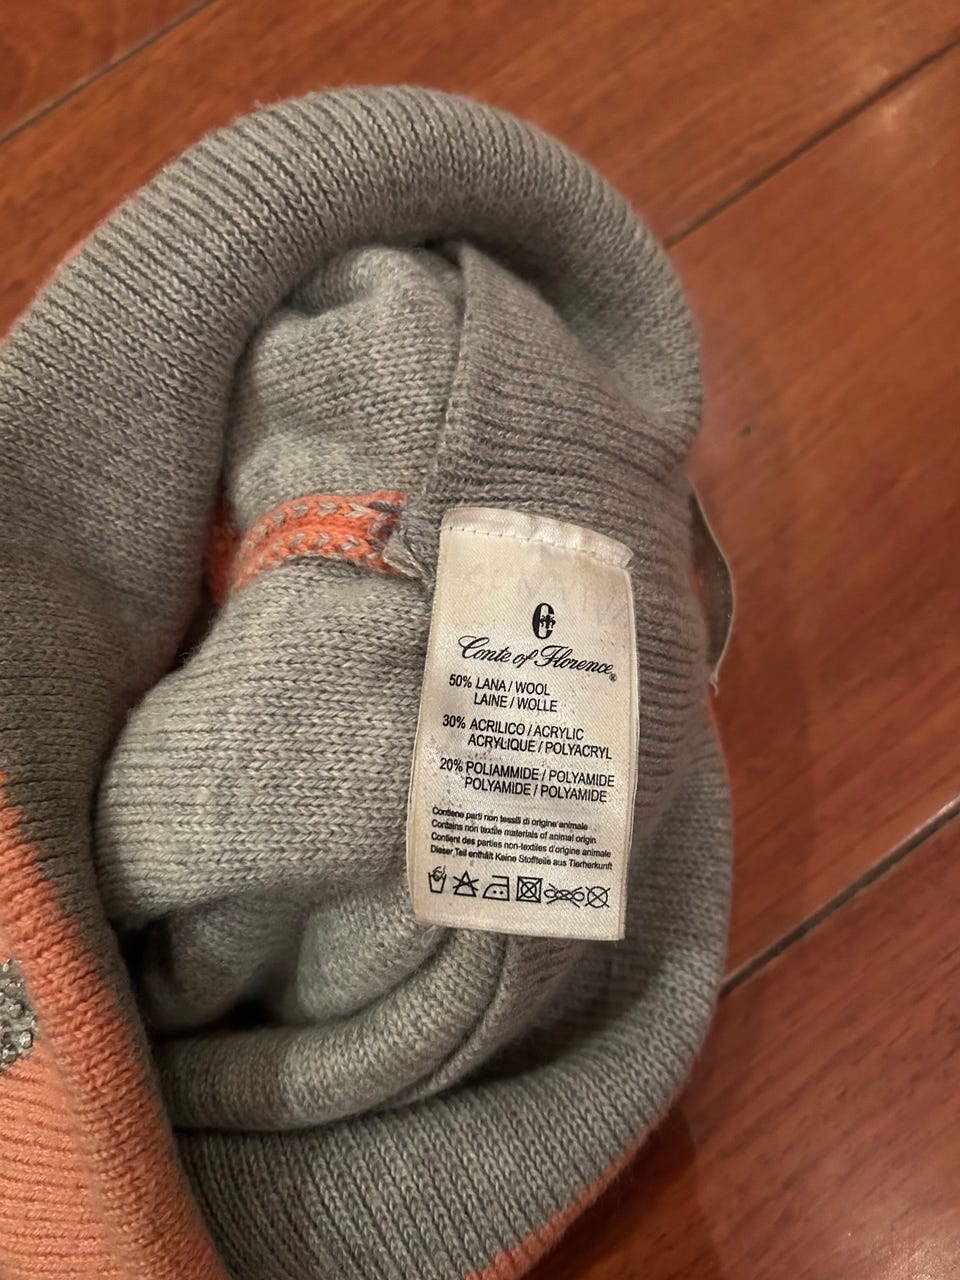 Conte of Florence®
50% LANA / WOOL
LAINE / WOLLE
30% ACRILICO / ACRYLIC
ACRYLIQUE / POLYACRYL
20% POLIAMMIDE / POLYAMIDE
POLYAMIDE / POLYAMIDE
Contiene parti non tessili di origine animale
Contains non textile materials of animal origin
Contient des parties non-textiles d'origine animale
Dieser Teil enthält Keine Stoffteile aus Tierherkunft